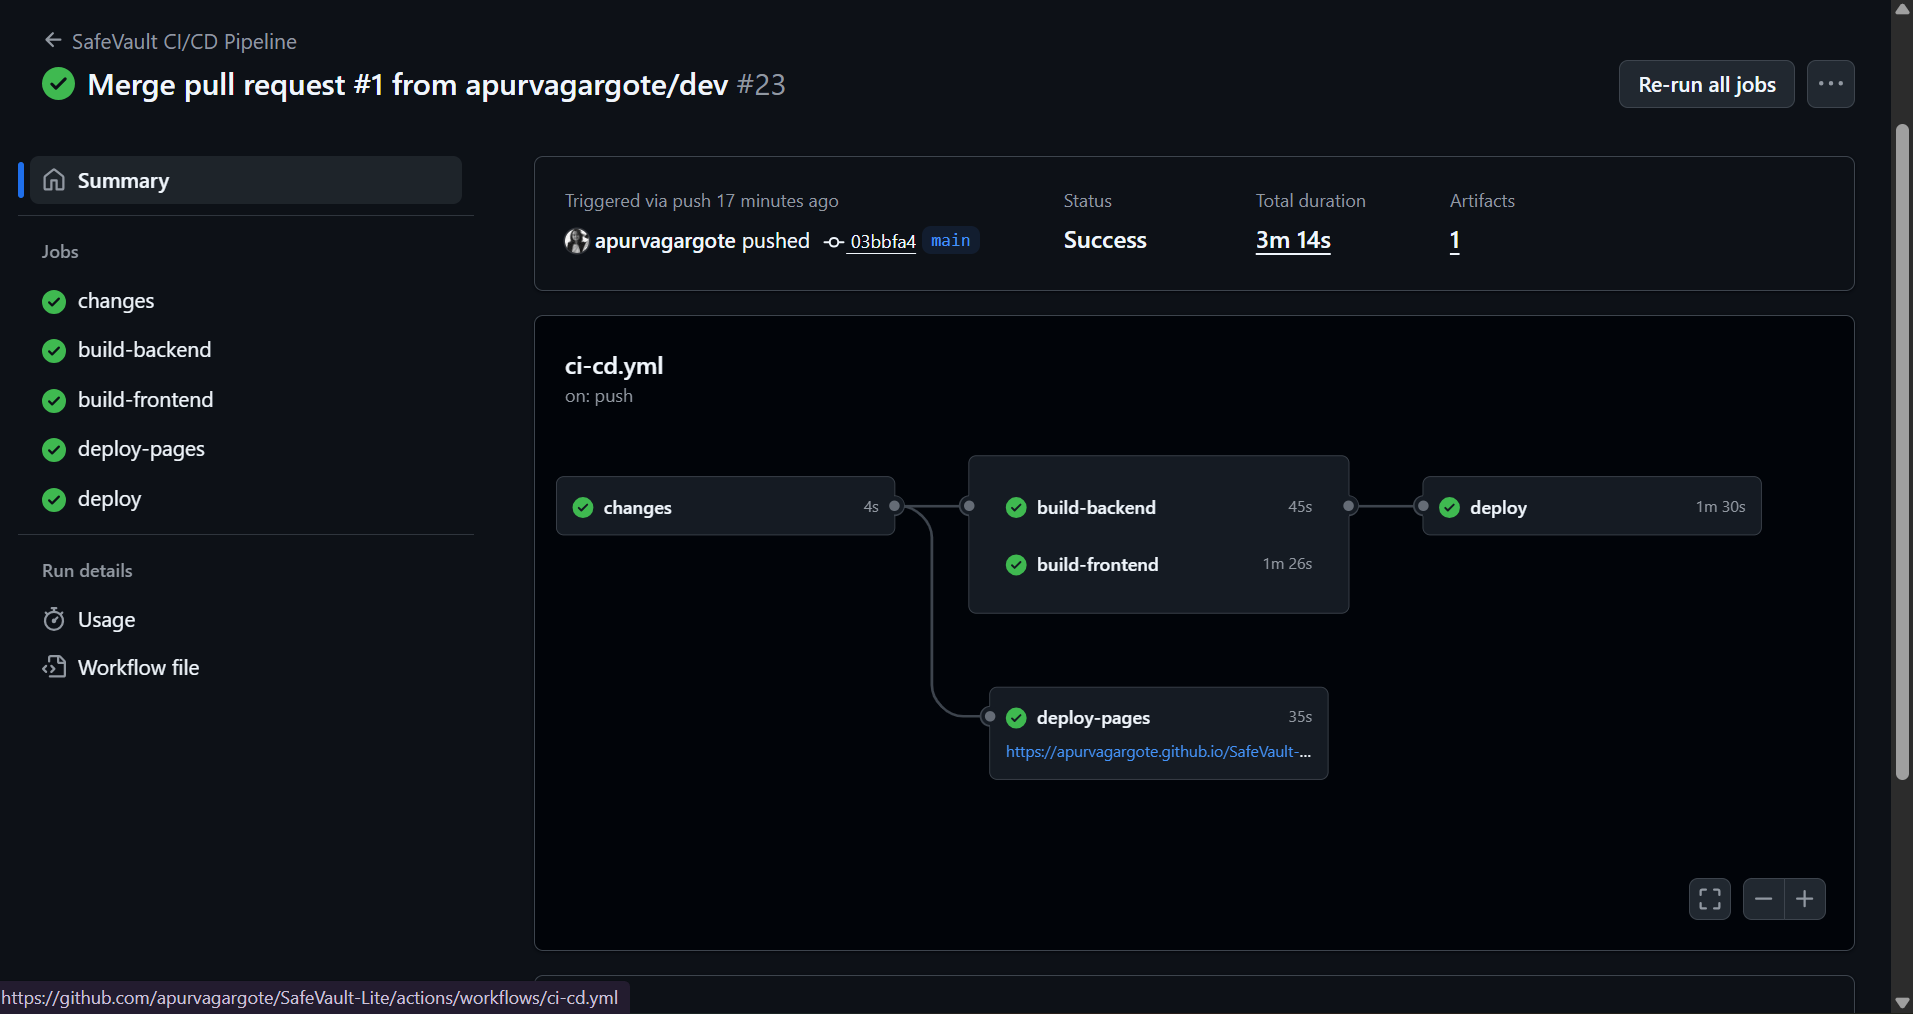 SafeVault CI/CD Pipeline
Merge pull request #1 from apurvagargote/dev #23
Re-run all jobs
Summary
Jobs
changes
build-backend
build-frontend
deploy-pages
deploy
Run details
Usage
Workflow file
Triggered via push 17 minutes ago
apurvagargote pushed 03bbfa4 main
Status
Success
Total duration
3m 14s
Artifacts
1
ci-cd.yml
on: push
changes 4s
build-backend 45s
build-frontend 1m 26s
deploy 1m 30s
deploy-pages 35s
https://apurvagargote.github.io/SafeVault-...
https://github.com/apurvagargote/SafeVault-Lite/actions/workflows/ci-cd.yml